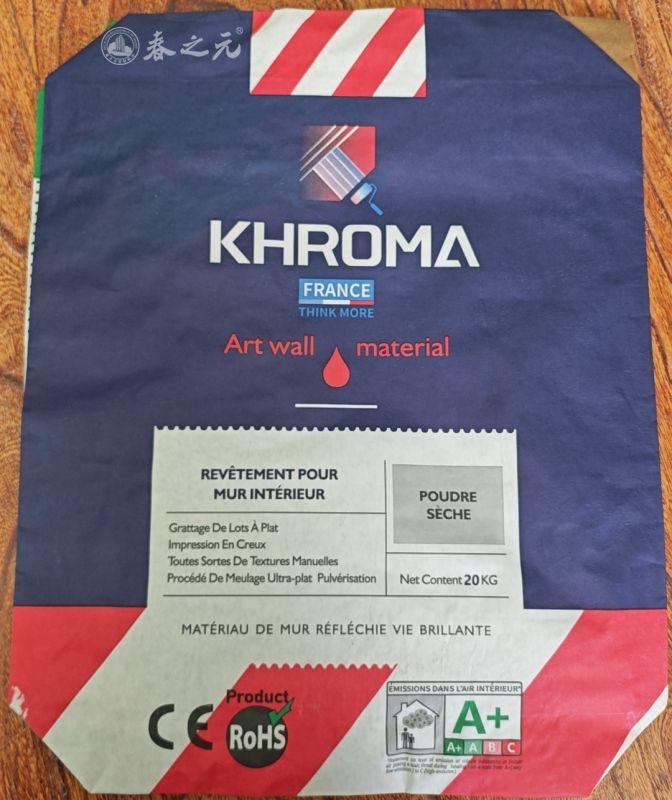 春之元®
KHROMA
FRANCE
THINK MORE
Art wall material
REVÊTEMENT POUR
MUR INTÉRIEUR
Grattage De Lots À Plat
Impression En Creux
Toutes Sortes De Textures Manuelles
Procédé De Meulage Ultra-plat Pulvérisation
POUDRE
SÈCHE
Net Content 20 KG
MATÉRIAU DE MUR RÉFLÉCHIE VIE BRILLANTE
CE
Product
RoHS
ÉMISSIONS DANS L'AIR INTÉRIEUR*
A+
A+ A B C